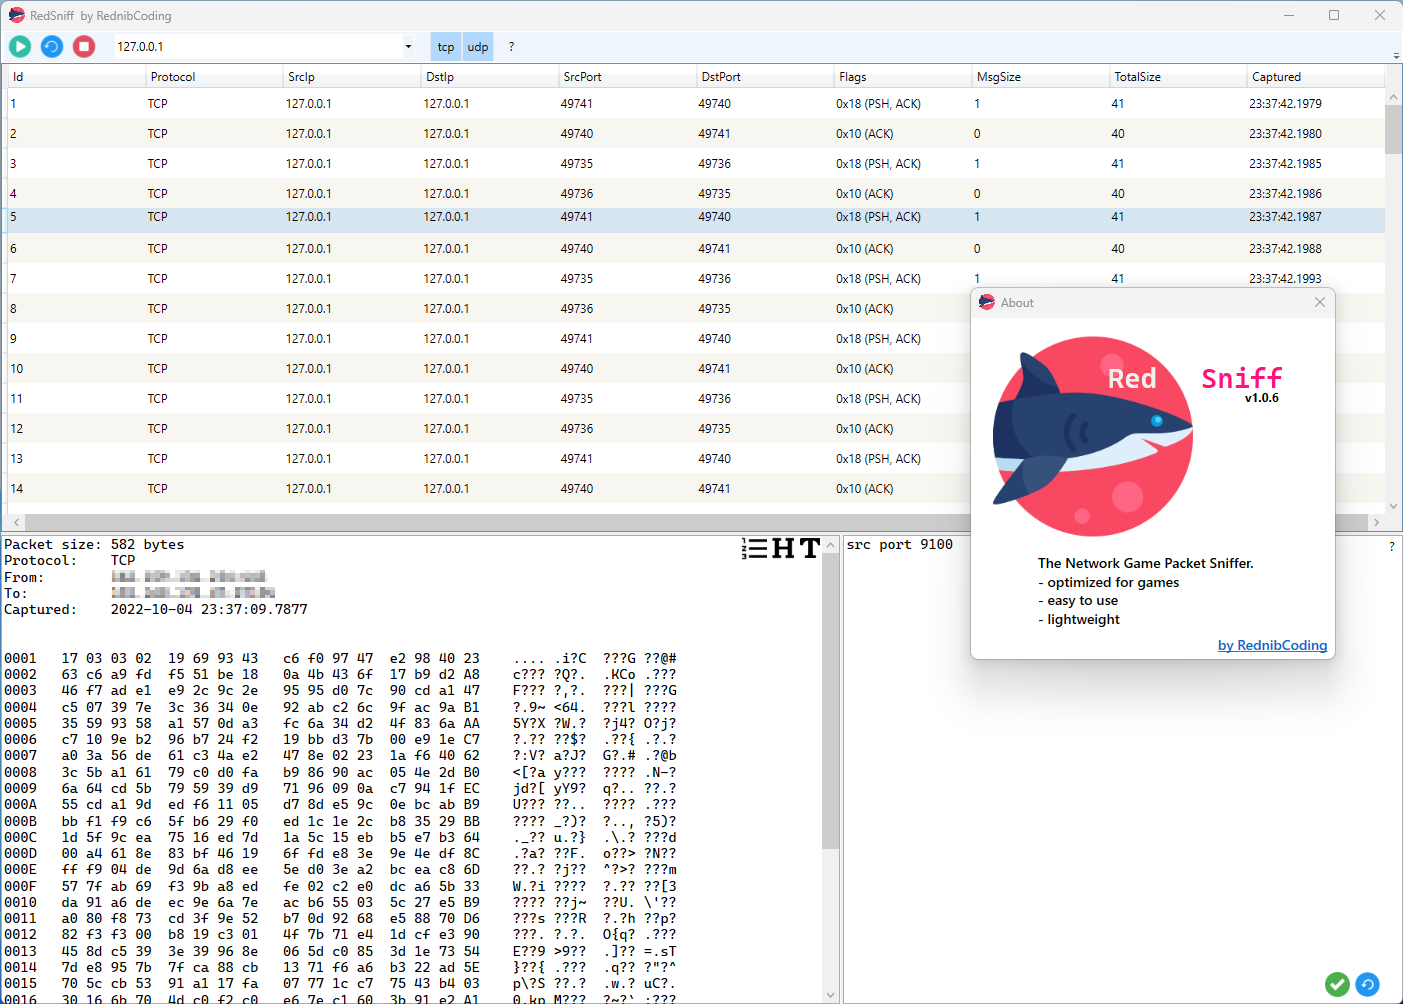 RedSniff by RednibCoding
127.0.0.1 tcp udp ?
Id Protocol SrcIp DstIp SrcPort DstPort Flags MsgSize TotalSize Captured
1 TCP 127.0.0.1 127.0.0.1 49741 49740 0x18 (PSH, ACK) 1 41 23:37:42.1979
2 TCP 127.0.0.1 127.0.0.1 49740 49741 0x10 (ACK) 0 40 23:37:42.1980
3 TCP 127.0.0.1 127.0.0.1 49735 49736 0x18 (PSH, ACK) 1 41 23:37:42.1985
4 TCP 127.0.0.1 127.0.0.1 49736 49735 0x10 (ACK) 0 40 23:37:42.1986
5 TCP 127.0.0.1 127.0.0.1 49741 49740 0x18 (PSH, ACK) 1 41 23:37:42.1987
6 TCP 127.0.0.1 127.0.0.1 49740 49741 0x10 (ACK) 0 40 23:37:42.1988
7 TCP 127.0.0.1 127.0.0.1 49735 49736 0x18 (PSH, ACK) 1 41 23:37:42.1993
8 TCP 127.0.0.1 127.0.0.1 49736 49735 0x10 (ACK)
9 TCP 127.0.0.1 127.0.0.1 49741 49740 0x18 (PSH, ACK)
10 TCP 127.0.0.1 127.0.0.1 49740 49741 0x10 (ACK)
11 TCP 127.0.0.1 127.0.0.1 49735 49736 0x18 (PSH, ACK)
12 TCP 127.0.0.1 127.0.0.1 49736 49735 0x10 (ACK)
13 TCP 127.0.0.1 127.0.0.1 49741 49740 0x18 (PSH, ACK)
14 TCP 127.0.0.1 127.0.0.1 49740 49741 0x10 (ACK)
About
Red Sniff
v1.0.6
The Network Game Packet Sniffer.
- optimized for games
- easy to use
- lightweight
by RednibCoding
Packet size: 582 bytes
H T
Protocol: TCP
From:
To:
Captured: 2022-10-04 23:37:09.7877
0001 17 03 03 02 19 69 93 43 c6 f0 97 47 e2 98 40 23 ..... .i?C ???G ??@#
0002 63 c6 a9 fd f5 51 be 18 0a 4b 43 6f 17 b9 d2 A8 c??? ?Q?. .KCo .???
0003 46 f7 ad e1 e9 2c 9c 2e 95 95 d0 7c 90 cd a1 47 F??? ?,?. ???| ???G
0004 c5 07 39 7e 3c 36 34 0e 92 ab c2 6c 9f ac 9a B1 ?.9~ <64. ???l ????
0005 35 59 93 58 a1 57 0d a3 fc 6a 34 d2 4f 83 6a AA 5Y?X ?W.? ?j4? O?j?
0006 c7 10 9e b2 96 b7 24 f2 19 bb d3 7b 00 e9 1e C7 ?.?? ??$? .??{ .?.?
0007 a0 3a 56 de 61 c3 4a e2 47 8e 02 23 1a f6 40 62 ?:V? a?J? G?.# .?@b
0008 3c 5b a1 61 79 c0 d0 fa b9 86 90 ac 05 4e 2d B0 <[?a y??? ???? .N-?
0009 6a 64 cd 5b 79 59 39 d9 71 96 09 0a c7 94 1f EC jd?[ yY9? q?.. ??.?
000A 55 cd a1 9d ed f6 11 05 d7 8d e5 9c 0e bc ab B9 U??? ??.. ???? .???
000B bb f1 f9 c6 5f b6 29 f0 ed 1c 1e 2c b8 35 29 BB ???? _?)? ?.., ?5)?
000C 1d 5f 9c ea 75 16 ed 7d 1a 5c 15 eb b5 e7 b3 64 ._?? u.?} .\.? ???d
000D 00 a4 61 8e 83 bf 46 19 6f fd e8 3e 9e 4e df 8C .?a? ??F. o??> ?N??
000E ff f9 04 de 9d 6a d8 ee 5e d0 3e a2 bc ea c8 6D ??.? ?j?? ^?>? ???m
000F 57 7f ab 69 f3 9b a8 ed fe 02 c2 e0 dc a6 5b 33 W.?i ???? ?.?? ??[3
0010 da 91 a6 de ec 9e 6a 7e ac b6 55 03 5c 27 e5 B9 ???? ??j~ ??U. \'??
0011 a0 80 f8 73 cd 3f 9e 52 b7 0d 92 68 e5 88 70 D6 ???s ???R ?.?h ??p?
0012 82 f3 f3 00 b8 19 c3 01 4f 7b 71 e4 1d cf e3 90 ???. ?.?. O{q? .???
0013 45 8d c5 39 3e 39 96 8e 06 5d c0 85 3d 1e 73 54 E??9 >9?? .]?? =.sT
0014 7d e8 95 7b 7f ca 88 cb 13 71 f6 a6 b3 22 ad 5E }??{ .??? .q?? ?"?^
0015 70 5c cb 53 91 a1 17 fa 07 77 1c c7 75 43 b4 03 p\?S ??.? .w.? uC?.
0016 30 16 6b 70 4d c0 f2 c0 e6 7e c1 60 3b 91 e2 A1 0.kp M??? ?~?` ;???
src port 9100 ?